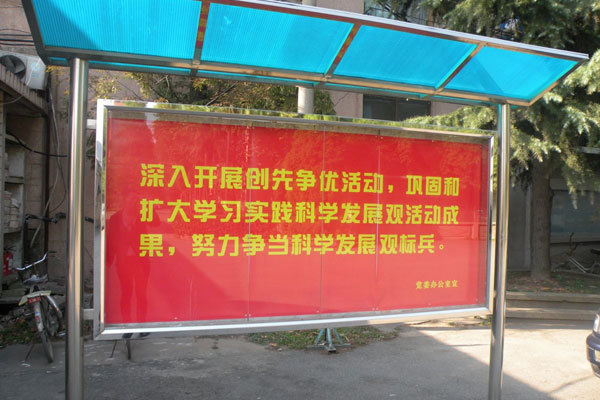 深入开展创先争优活动，巩固和
扩大学习实践科学发展观活动成
果，努力争当科学发展观标兵。
党委办公室宣